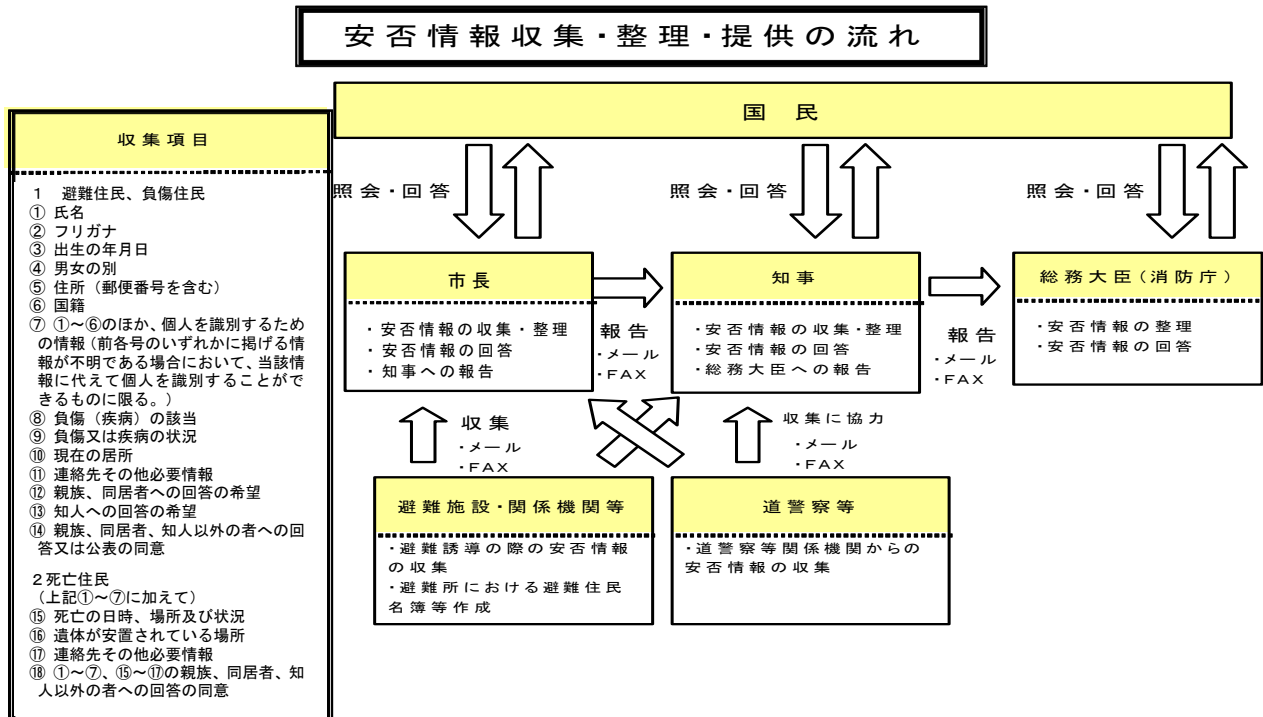 安否情報収集・整理・提供の流れ
国民
収集項目
1 避難住民、負傷住民
① 氏名
② フリガナ
③ 出生の年月日
④ 男女の別
⑤ 住所（郵便番号を含む）
⑥ 国籍
⑦ ①～⑥のほか、個人を識別するため
の情報（前各号のいずれかに掲げる情
報が不明である場合において、当該情
報に代えて個人を識別することがで
きるものに限る。）
⑧ 負傷（疾病）の該当
⑨ 負傷又は疾病の状況
⑩ 現在の居所
⑪ 連絡先その他必要情報
⑫ 親族、同居者への回答の希望
⑬ 知人への回答の希望
⑭ 親族、同居者、知人以外の者への回
答又は公表の同意
２死亡住民
（上記①～⑦に加えて）
⑮ 死亡の日時、場所及び状況
⑯ 遺体が安置されている場所
⑰ 連絡先その他必要情報
⑱ ①～⑦、⑮～⑰の親族、同居者、知
人以外の者への回答の同意
照会・回答
照会・回答
照会・回答
市長
・安否情報の収集・整理
・安否情報の回答
・知事への報告
報告
・メール
・FAX
知事
・安否情報の収集・整理
・安否情報の回答
・総務大臣への報告
報告
・メール
・FAX
総務大臣（消防庁）
・安否情報の整理
・安否情報の回答
収集
・メール
・FAX
収集に協力
・メール
・FAX
避難施設・関係機関等
・避難誘導の際の安否情報
の収集
・避難所における避難住民
名簿等作成
道警察等
・道警察等関係機関からの
安否情報の収集